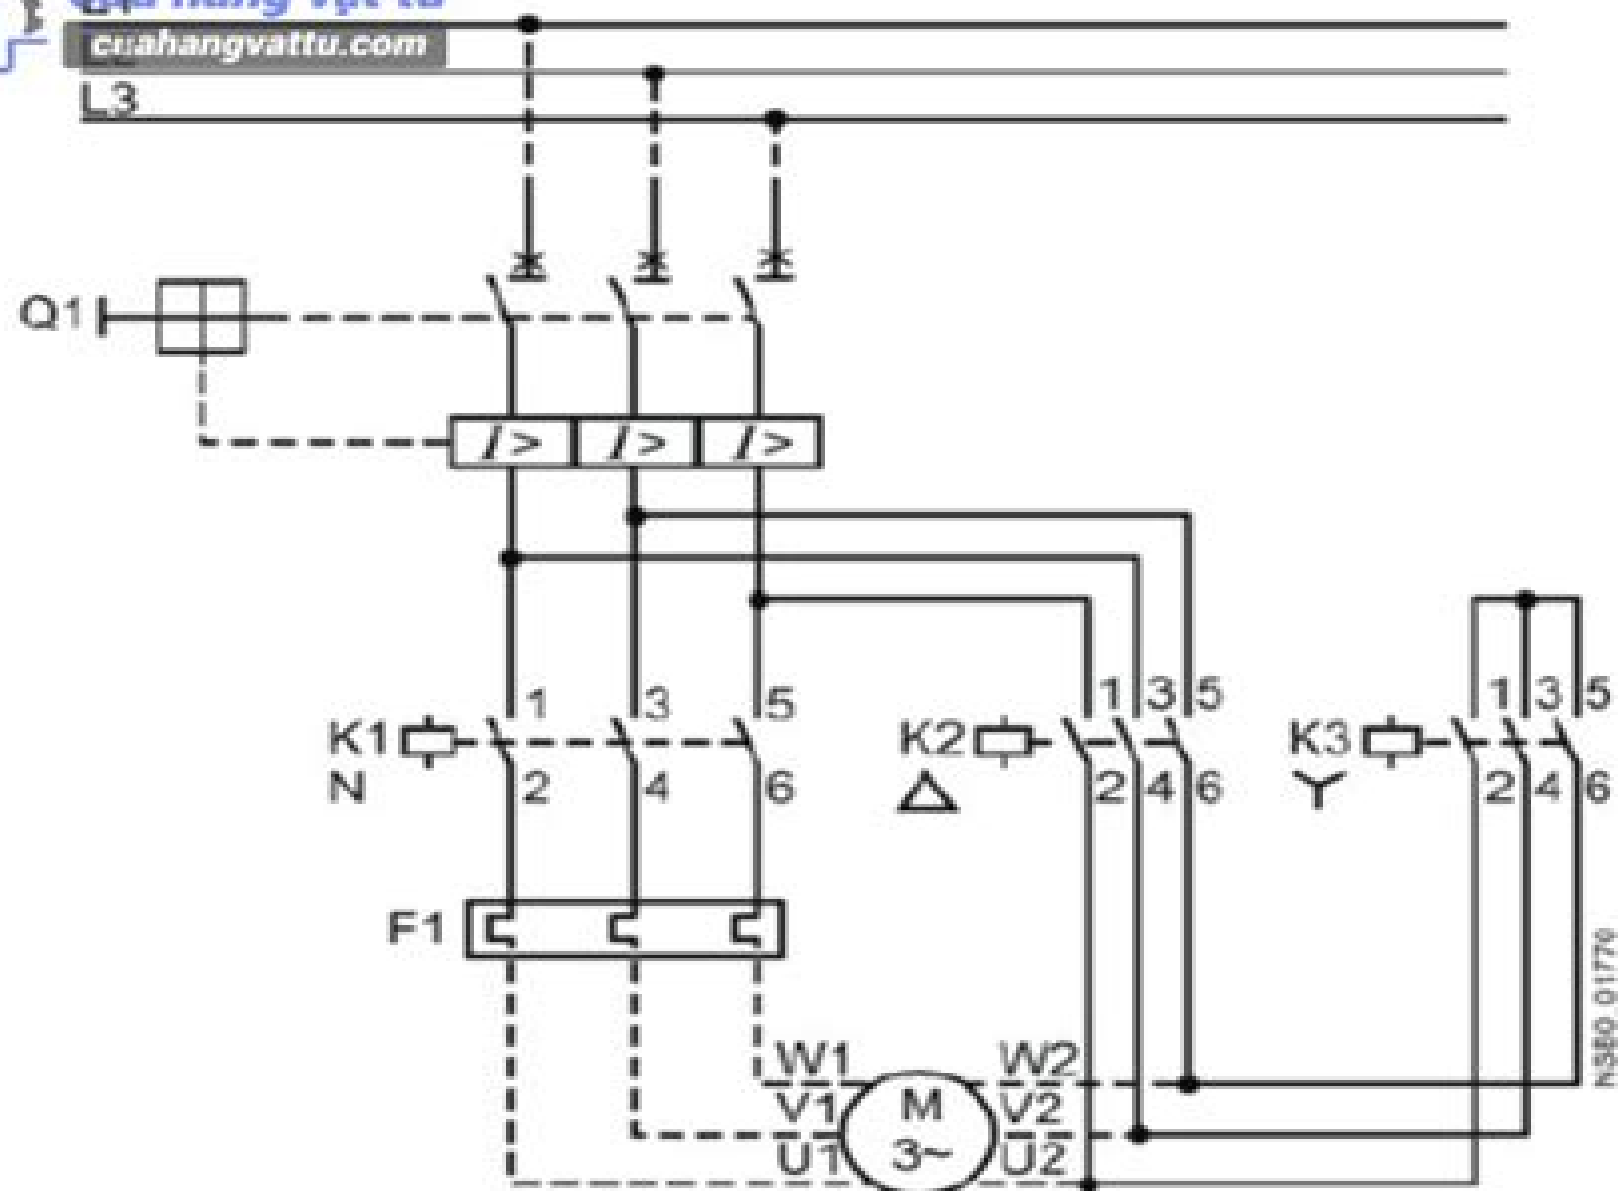 cuahangvattu.com
L3
Q1
I> I> I>
1 3 5
1 3 5
1 3 5
K1
K2
K3
N
2 4 6
△
2 4 6
Y
2 4 6
F1
W1 W2
V1 M V2
U1 3~ U2
NSB0_01770